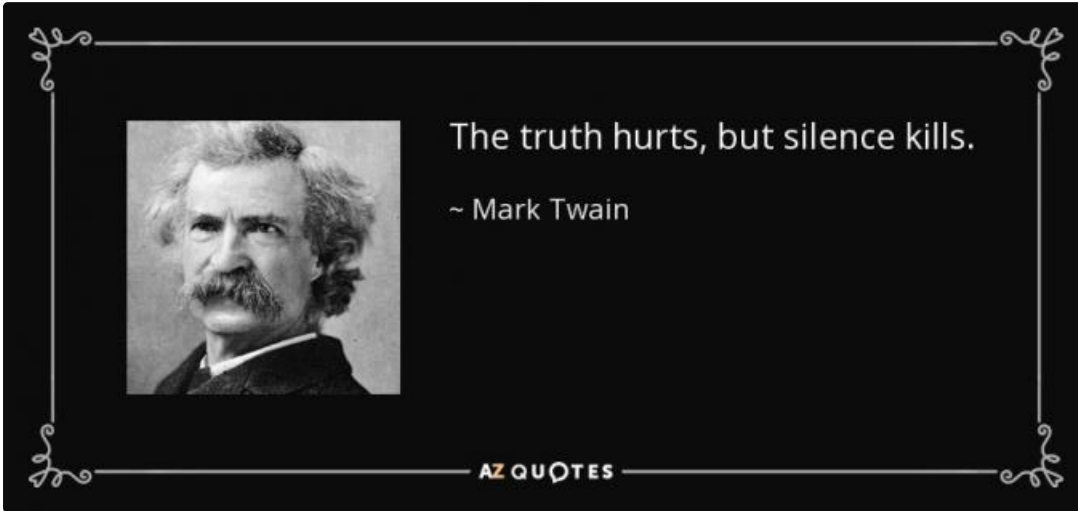 The truth hurts, but silence kills.
~ Mark Twain
AZ QUOTES